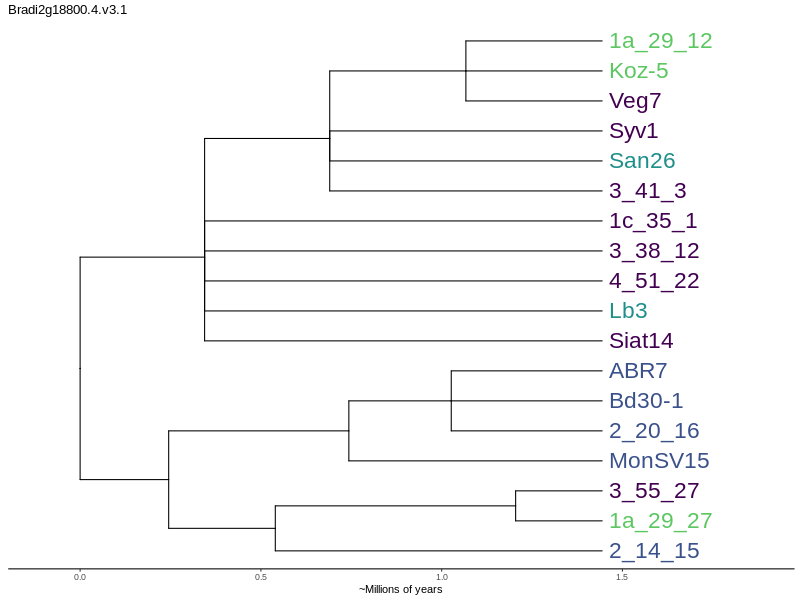 Bradi2g18800.4.v3.1
1a_29_12
Koz-5
Veg7
Syv1
San26
3_41_3
1c_35_1
3_38_12
4_51_22
Lb3
Siat14
ABR7
Bd30-1
2_20_16
MonSV15
3_55_27
1a_29_27
2_14_15
0.0 0.5 1.0 1.5
~Millions of years